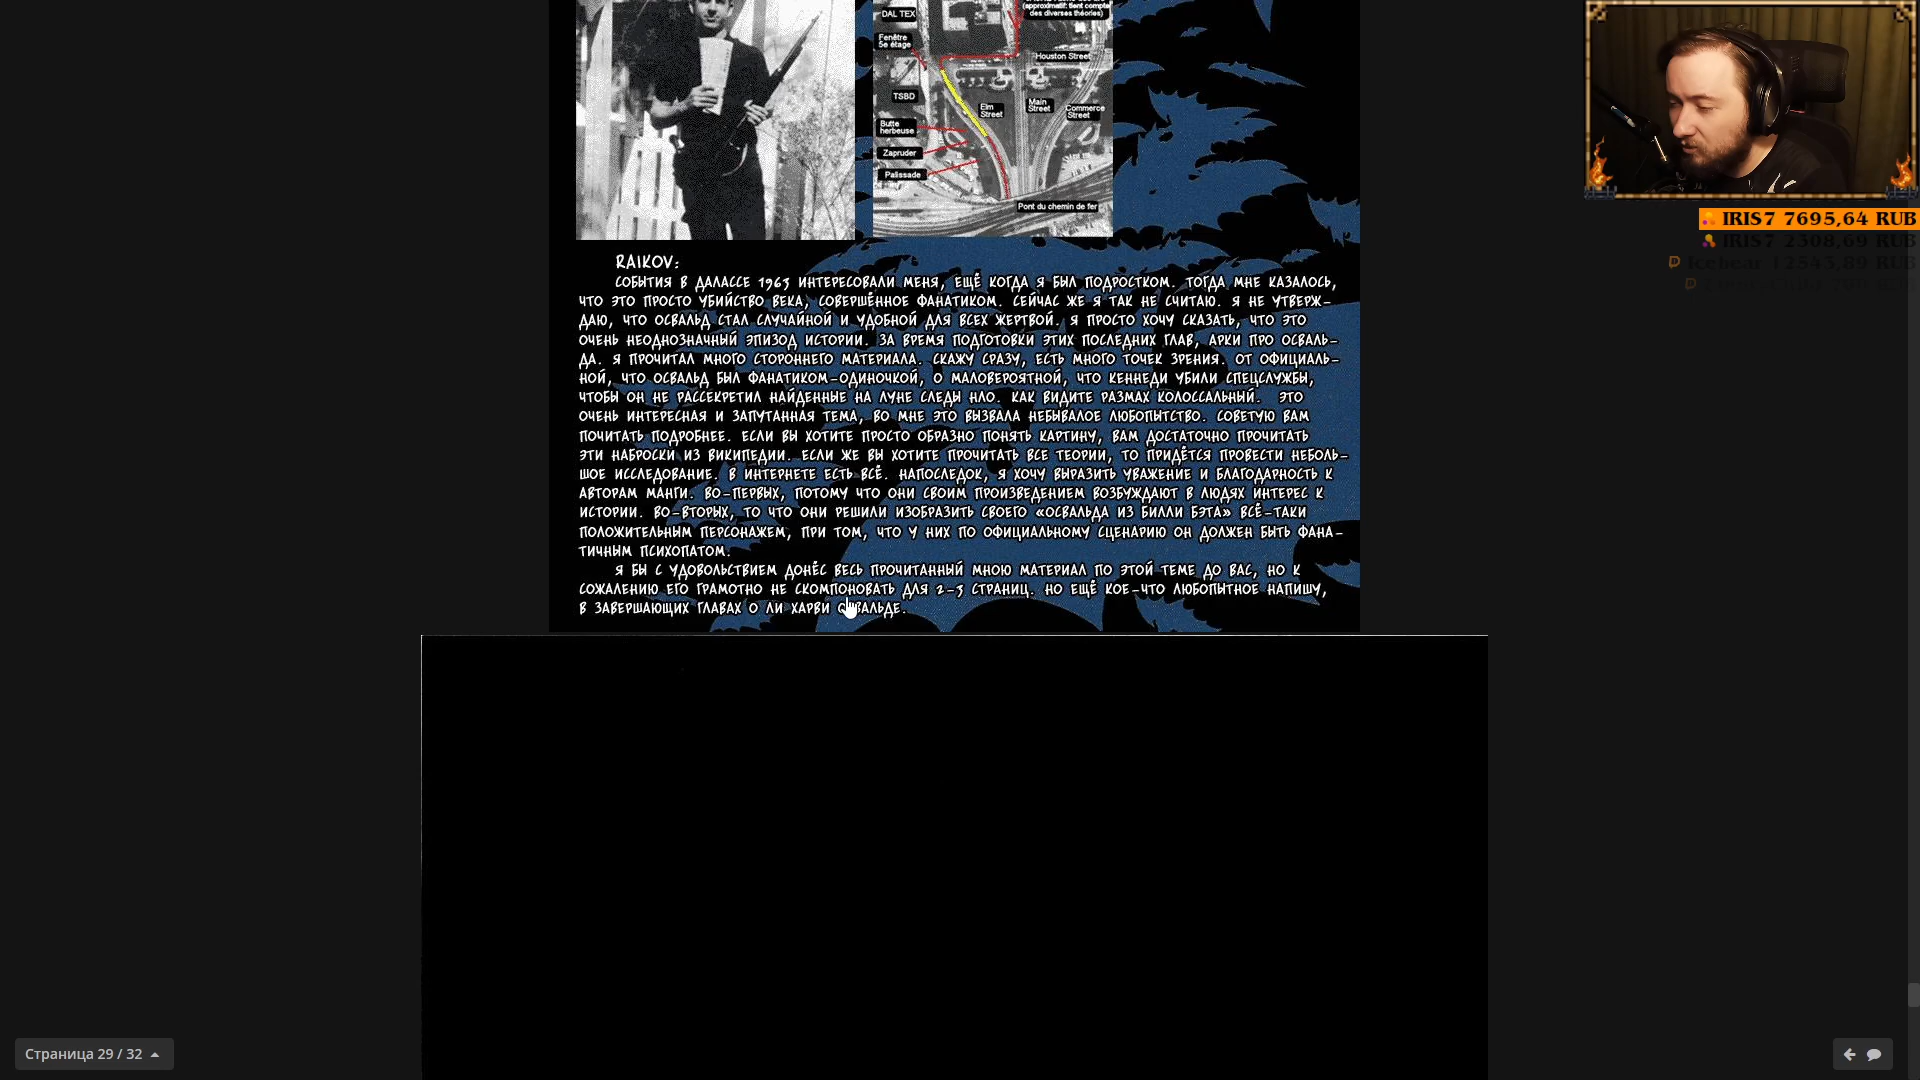 (approximatif: tient compte
des diverses théories)
DAL TEX
Fenêtre
5e étage
Houston Street
TSBD
Elm
Street
Main
Street
Commerce
Street
Butte
herbeuse
Zapruder
Palissade
Pont du chemin de fer
IRIS7 7695,64 RUB
IRIS7 2308,69 RUB
RAIKOV:
СОБЫТИЯ В ДАЛАССЕ 1963 ИНТЕРЕСОВАЛИ МЕНЯ, ЕЩЁ КОГДА Я БЫЛ ПОДРОСТКОМ. ТОГДА МНЕ КАЗАЛОСЬ,
ЧТО ЭТО ПРОСТО УБИЙСТВО ВЕКА, СОВЕРШЁННОЕ ФАНАТИКОМ. СЕЙЧАС ЖЕ Я ТАК НЕ СЧИТАЮ. Я НЕ УТВЕРЖ-
ДАЮ, ЧТО ОСВАЛЬД СТАЛ СЛУЧАЙНОЙ И УДОБНОЙ ДЛЯ ВСЕХ ЖЕРТВОЙ. Я ПРОСТО ХОЧУ СКАЗАТЬ, ЧТО ЭТО
ОЧЕНЬ НЕОДНОЗНАЧНЫЙ ЭПИЗОД ИСТОРИИ. ЗА ВРЕМЯ ПОДГОТОВКИ ЭТИХ ПОСЛЕДНИХ ГЛАВ, АРКИ ПРО ОСВАЛЬ-
ДА. Я ПРОЧИТАЛ МНОГО СТОРОННЕГО МАТЕРИАЛА. СКАЖУ СРАЗУ, ЕСТЬ МНОГО ТОЧЕК ЗРЕНИЯ. ОТ ОФИЦИАЛЬ-
НОЙ, ЧТО ОСВАЛЬД БЫЛ ФАНАТИКОМ-ОДИНОЧКОЙ, О МАЛОВЕРОЯТНОЙ, ЧТО КЕННЕДИ УБИЛИ СПЕЦСЛУЖБЫ,
ЧТОБЫ ОН НЕ РАССЕКРЕТИЛ НАЙДЕННЫЕ НА ЛУНЕ СЛЕДЫ НЛО. КАК ВИДИТЕ РАЗМАХ КОЛОССАЛЬНЫЙ. ЭТО
ОЧЕНЬ ИНТЕРЕСНАЯ И ЗАПУТАННАЯ ТЕМА, ВО МНЕ ЭТО ВЫЗВАЛА НЕБЫВАЛОЕ ЛЮБОПЫТСТВО. СОВЕТУЮ ВАМ
ПОЧИТАТЬ ПОДРОБНЕЕ. ЕСЛИ ВЫ ХОТИТЕ ПРОСТО ОБРАЗНО ПОНЯТЬ КАРТИНУ, ВАМ ДОСТАТОЧНО ПРОЧИТАТЬ
ЭТИ НАБРОСКИ ИЗ ВИКИПЕДИИ. ЕСЛИ ЖЕ ВЫ ХОТИТЕ ПРОЧИТАТЬ ВСЕ ТЕОРИИ, ТО ПРИДЁТСЯ ПРОВЕСТИ НЕБОЛЬ-
ШОЕ ИССЛЕДОВАНИЕ. В ИНТЕРНЕТЕ ЕСТЬ ВСЁ. НАПОСЛЕДОК, Я ХОЧУ ВЫРАЗИТЬ УВАЖЕНИЕ И БЛАГОДАРНОСТЬ К
АВТОРАМ МАНГИ. ВО-ПЕРВЫХ, ПОТОМУ ЧТО ОНИ СВОИМ ПРОИЗВЕДЕНИЕМ ВОЗБУЖДАЮТ В ЛЮДЯХ ИНТЕРЕС К
ИСТОРИИ. ВО-ВТОРЫХ, ТО ЧТО ОНИ РЕШИЛИ ИЗОБРАЗИТЬ СВОЕГО «ОСВАЛЬДА ИЗ БИЛЛИ БЭТА» ВСЁ-ТАКИ
ПОЛОЖИТЕЛЬНЫМ ПЕРСОНАЖЕМ, ПРИ ТОМ, ЧТО У НИХ ПО ОФИЦИАЛЬНОМУ СЦЕНАРИЮ ОН ДОЛЖЕН БЫТЬ ФАНА-
ТИЧНЫМ ПСИХОПАТОМ.
Я БЫ С УДОВОЛЬСТВИЕМ ДОНЁС ВЕСЬ ПРОЧИТАННЫЙ МНОЮ МАТЕРИАЛ ПО ЭТОЙ ТЕМЕ ДО ВАС, НО К
СОЖАЛЕНИЮ ЕГО ГРАМОТНО НЕ СКОМПОНОВАТЬ ДЛЯ 2-3 СТРАНИЦ. НО ЕЩЁ КОЕ-ЧТО ЛЮБОПЫТНОЕ НАПИШУ,
В ЗАВЕРШАЮЩИХ ГЛАВАХ О ЛИ ХАРВИ ОСВАЛЬДЕ.
Страница 29 / 32